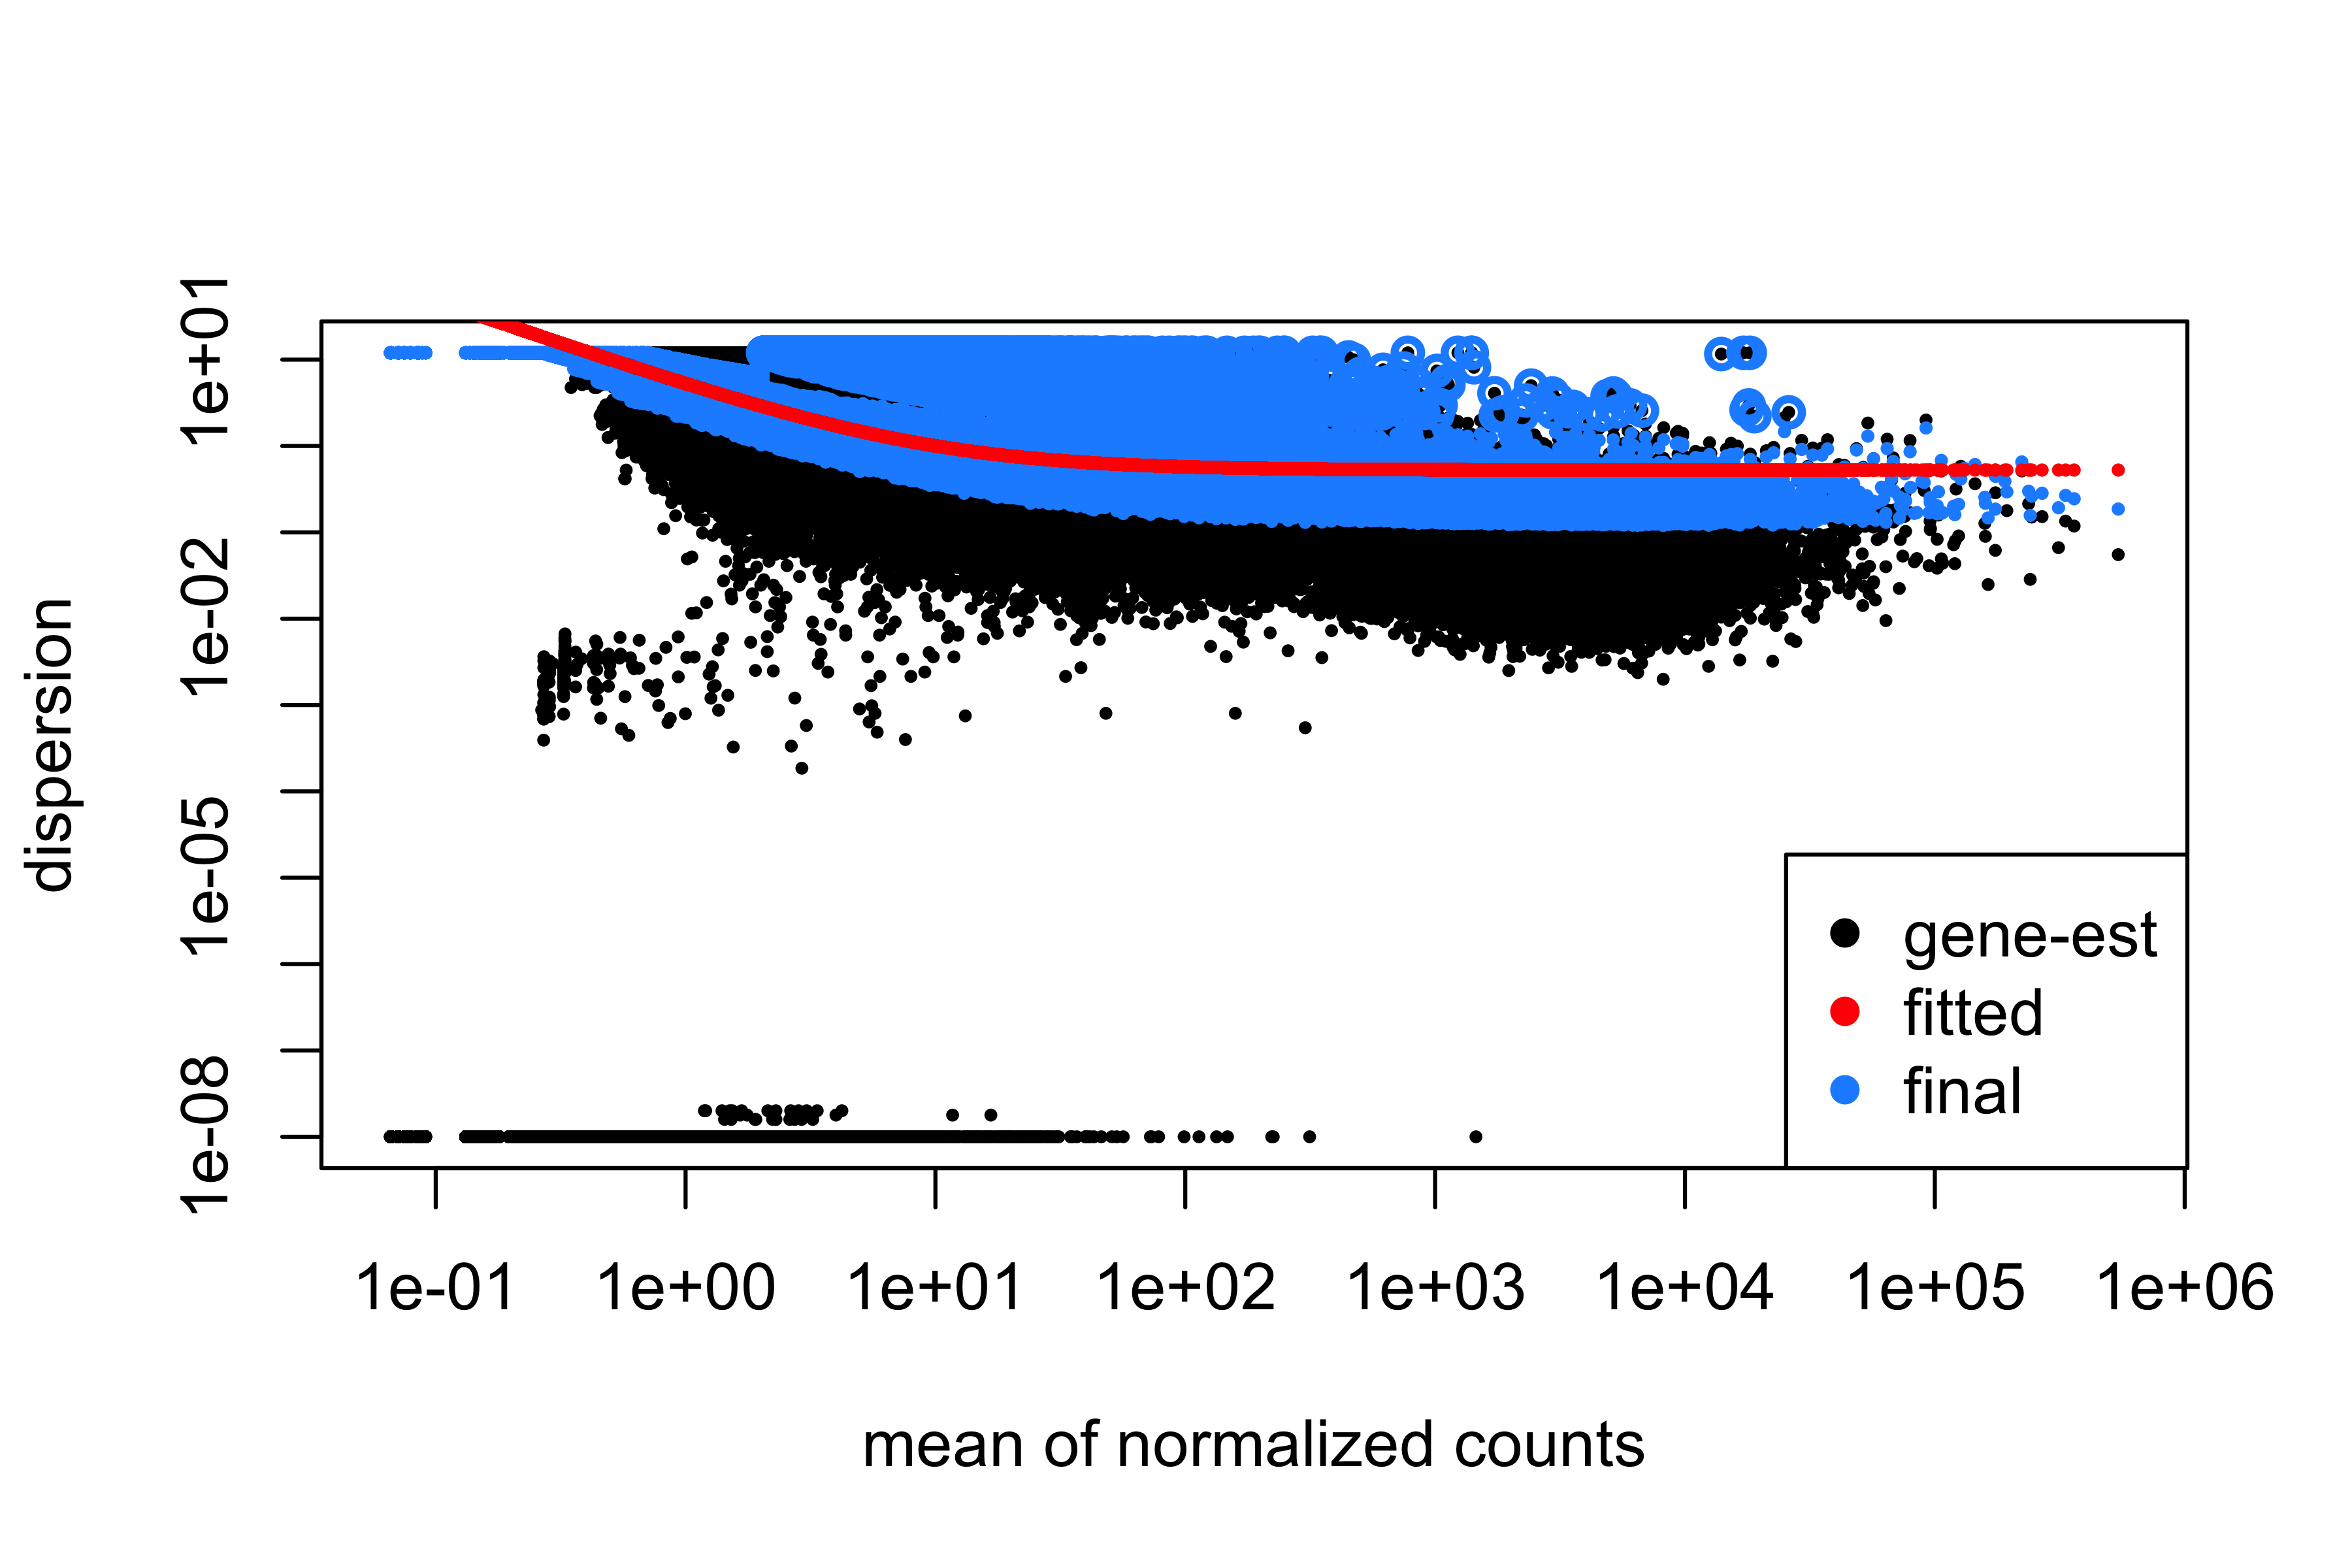 dispersion
1e+01
1e-02
1e-05
1e-08
gene-est
fitted
final
1e-01 1e+00 1e+01 1e+02 1e+03 1e+04 1e+05 1e+06
mean of normalized counts